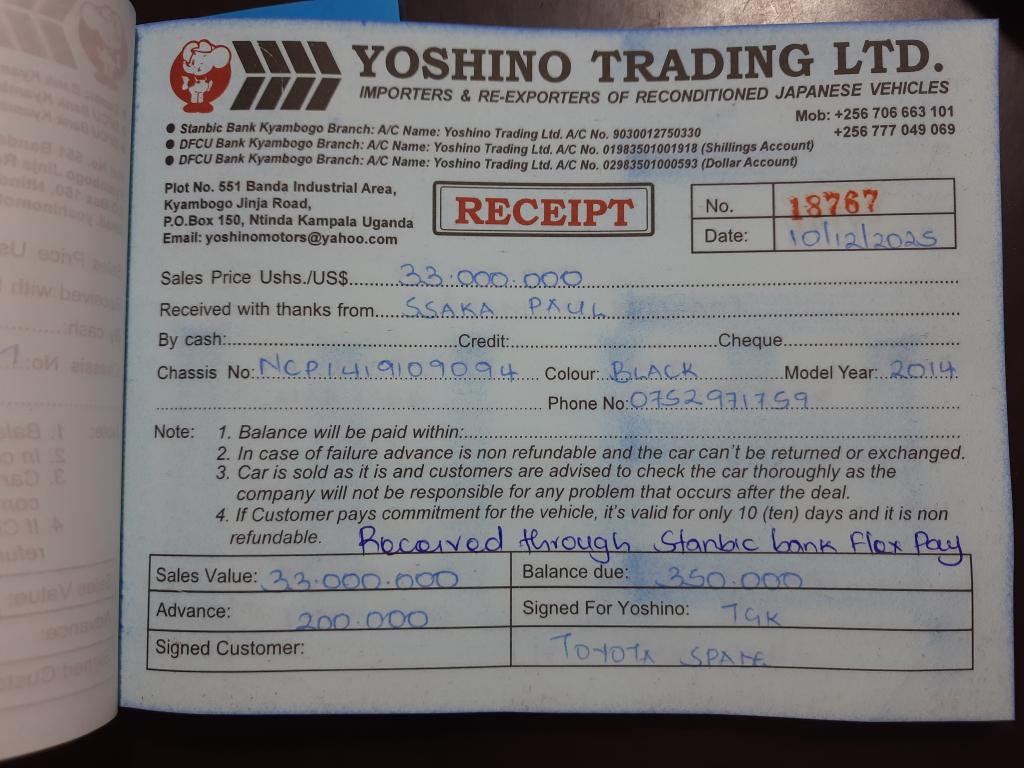 YOSHINO TRADING LTD.
IMPORTERS & RE-EXPORTERS OF RECONDITIONED JAPANESE VEHICLES
Mob: +256 706 663 101
+256 777 049 069
● Stanbic Bank Kyambogo Branch: A/C Name: Yoshino Trading Ltd. A/C No. 9030012750330
● DFCU Bank Kyambogo Branch: A/C Name: Yoshino Trading Ltd. A/C No. 01983501001918 (Shillings Account)
● DFCU Bank Kyambogo Branch: A/C Name: Yoshino Trading Ltd. A/C No. 02983501000593 (Dollar Account)
Plot No. 551 Banda Industrial Area,
Kyambogo Jinja Road,
P.O.Box 150, Ntinda Kampala Uganda
Email: yoshinomotors@yahoo.com
RECEIPT
No. 18767
Date: 10/12/2025
Sales Price Ushs./US$ 33.000.000
Received with thanks from SSAKA PAUL
By cash: Credit: Cheque
Chassis No: NCP1419109094 Colour: BLACK Model Year: 2014
Phone No: 0752971759
Note: 1. Balance will be paid within:
2. In case of failure advance is non refundable and the car can't be returned or exchanged.
3. Car is sold as it is and customers are advised to check the car thoroughly as the
company will not be responsible for any problem that occurs after the deal.
4. If Customer pays commitment for the vehicle, it's valid for only 10 (ten) days and it is non
refundable. Received through Stanbic bank Flex Pay
Sales Value: 33.000.000 Balance due: 350.000
Advance: 200.000 Signed For Yoshino: TGK
Signed Customer: TOYOTA